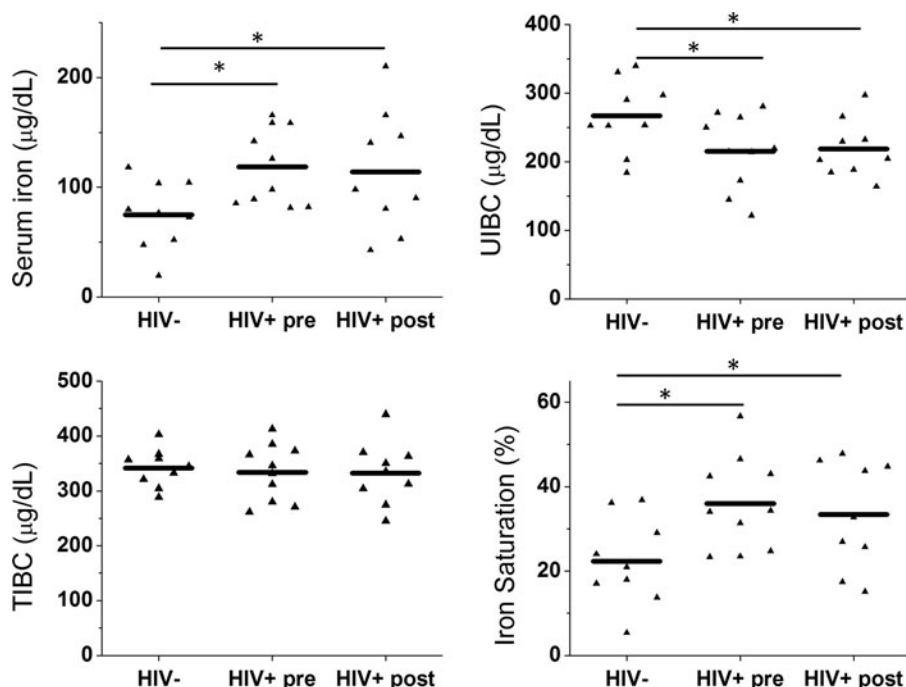 Serum iron (μg/dL)
200
100
0
*
*
HIV-
HIV+ pre
HIV+ post
UIBC (μg/dL)
400
300
200
100
0
*
*
HIV-
HIV+ pre
HIV+ post
TIBC (μg/dL)
500
400
300
200
100
0
HIV-
HIV+ pre
HIV+ post
Iron Saturation (%)
60
40
20
0
*
*
HIV-
HIV+ pre
HIV+ post